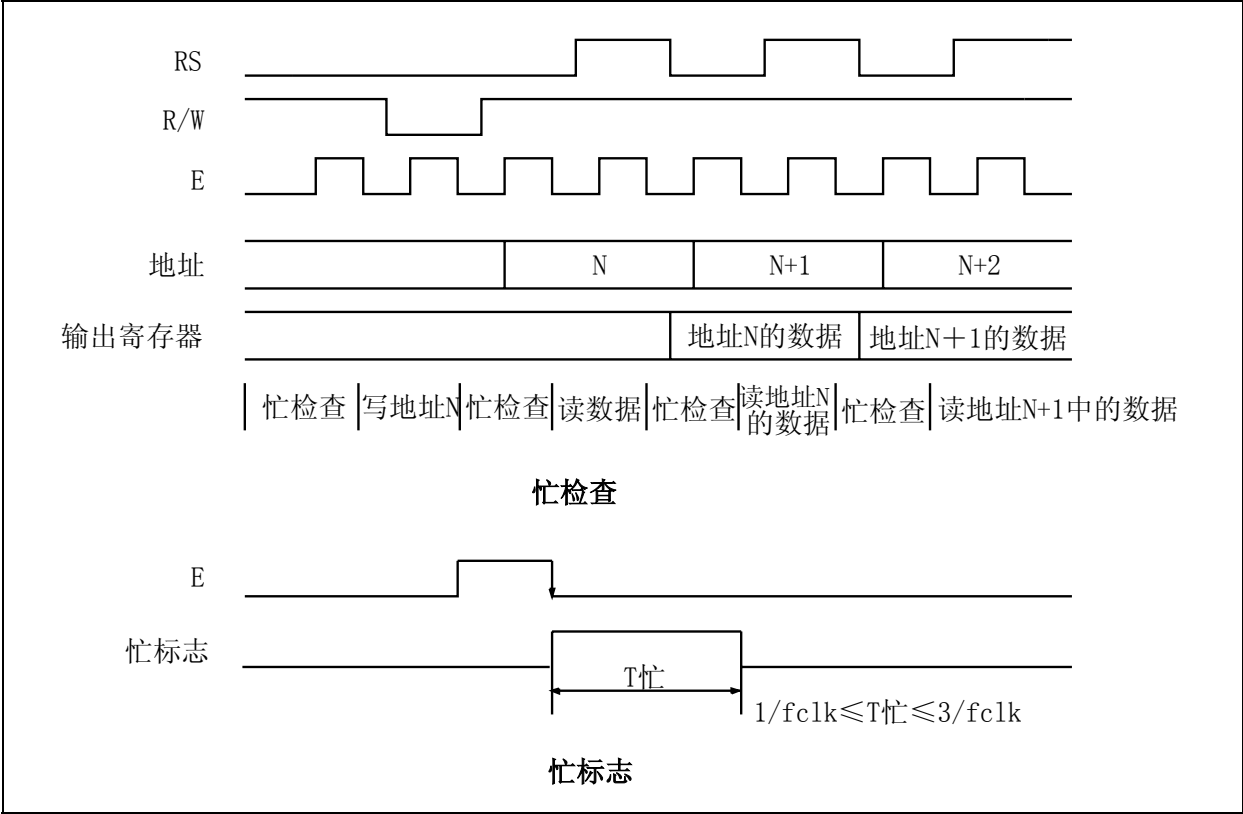 RS
R/W
E
地址
N
N+1
N+2
输出寄存器
地址N的数据
地址N＋1的数据
忙检查
写地址N
忙检查
读数据
忙检查
读地址N
的数据
忙检查
读地址N+1中的数据
忙检查
E
忙标志
T忙
1/fclk≤T忙≤3/fclk
忙标志